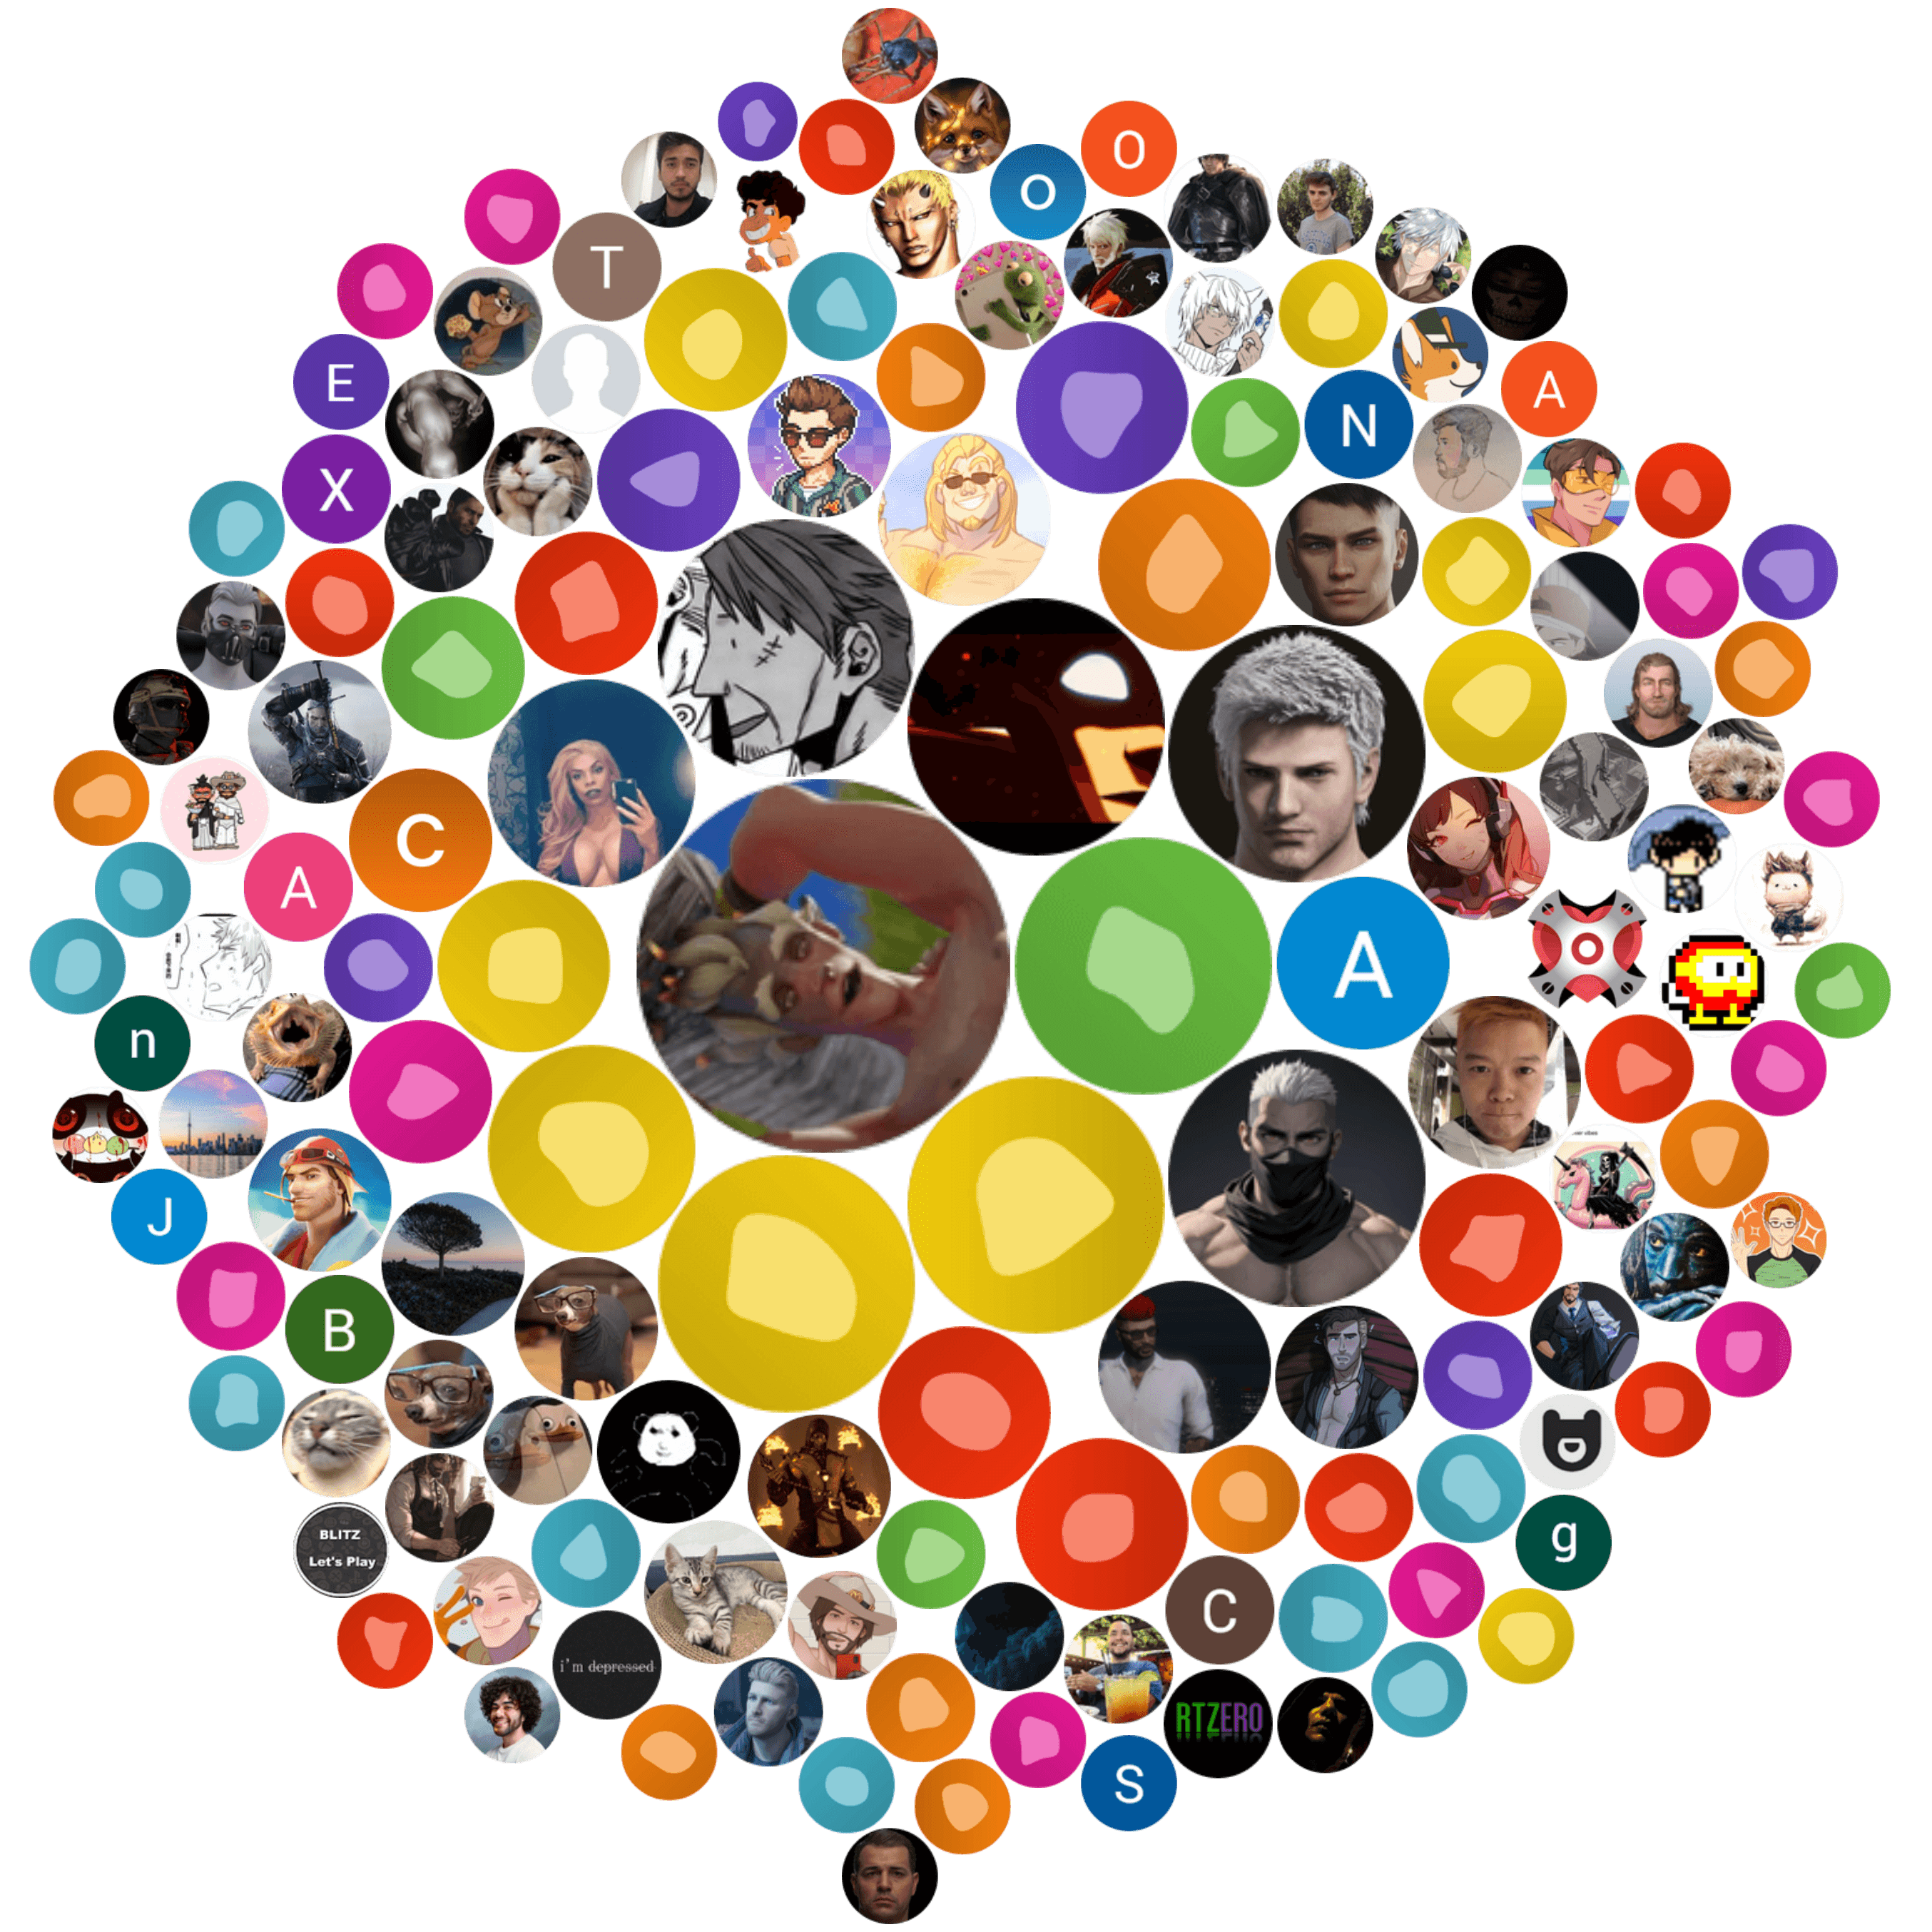 O
O
T
E
N
A
X
C
A
A
n
J
B
g
BLITZ
Let's Play
C
i'm depressed
RTZERO
S